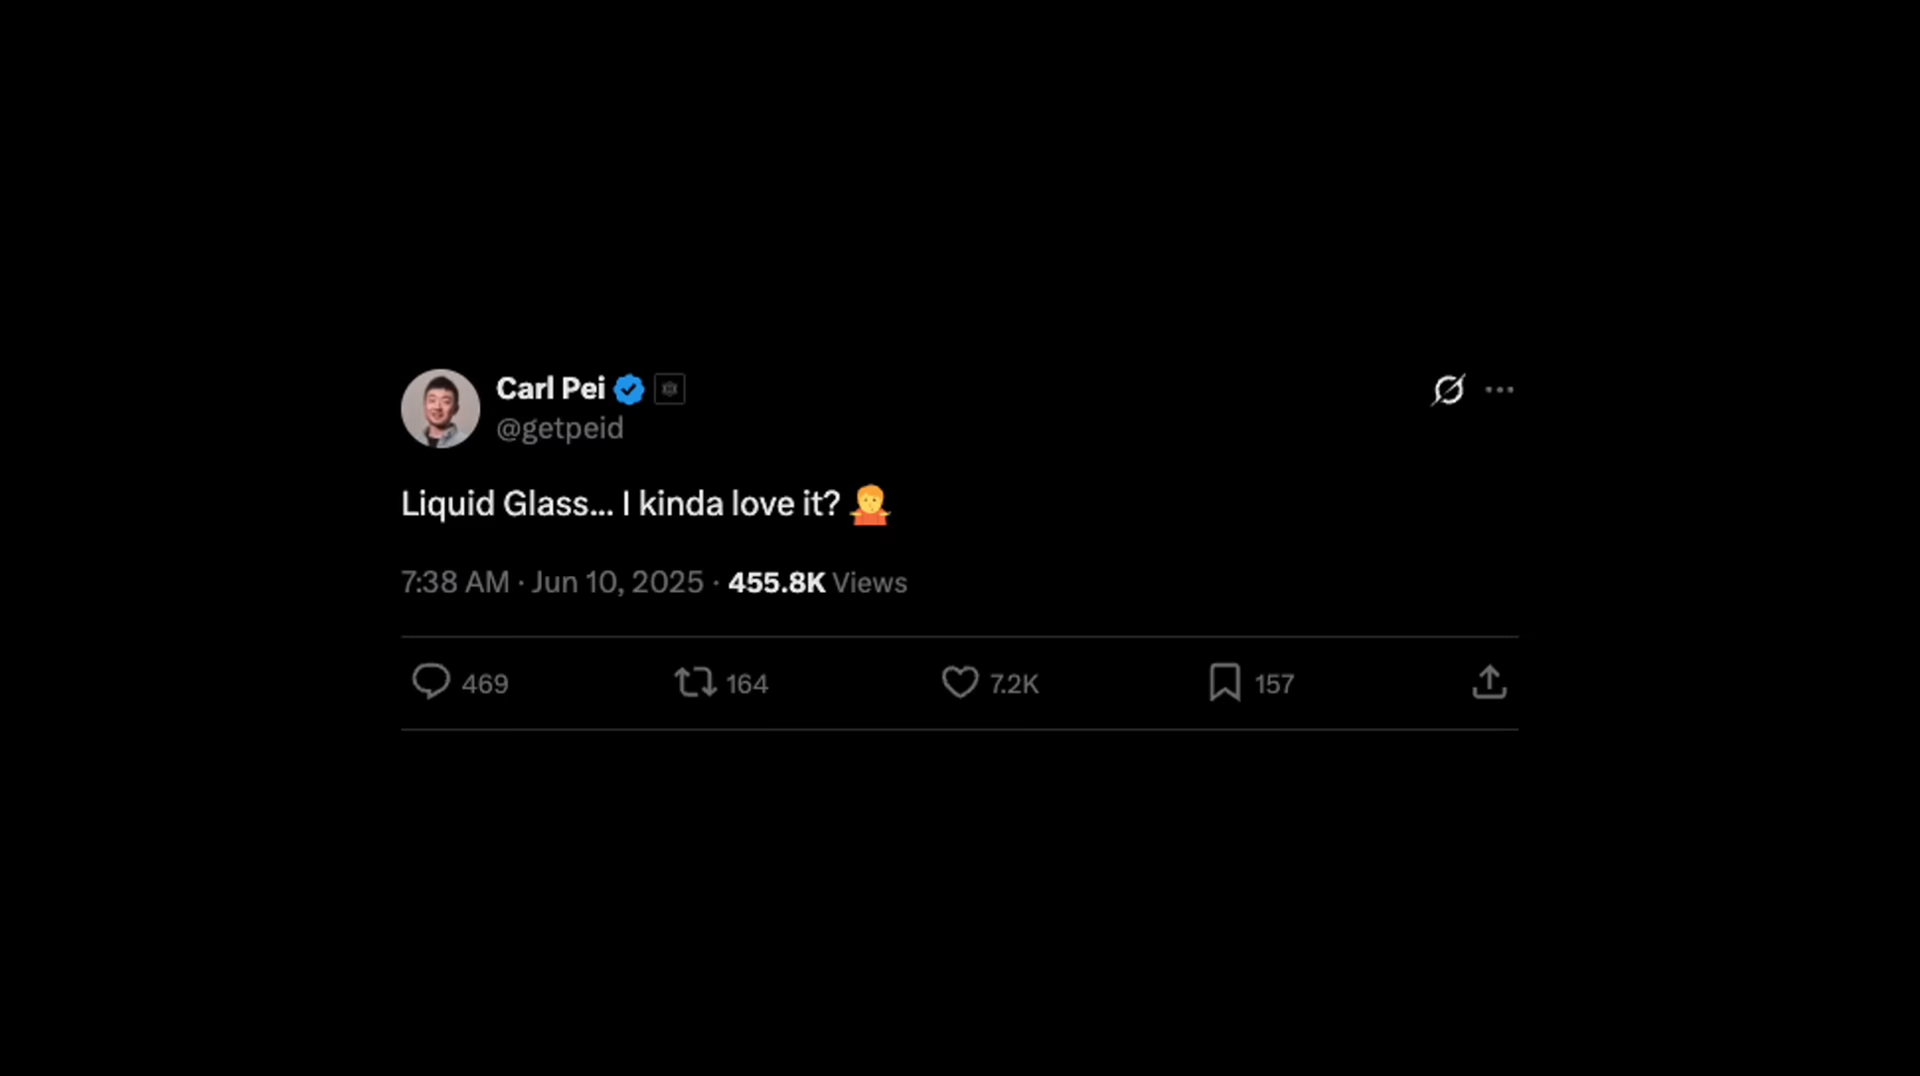 Carl Pei
@getpeid
Liquid Glass... I kinda love it? 🤷
7:38 AM · Jun 10, 2025 · 455.8K Views
469 164 7.2K 157